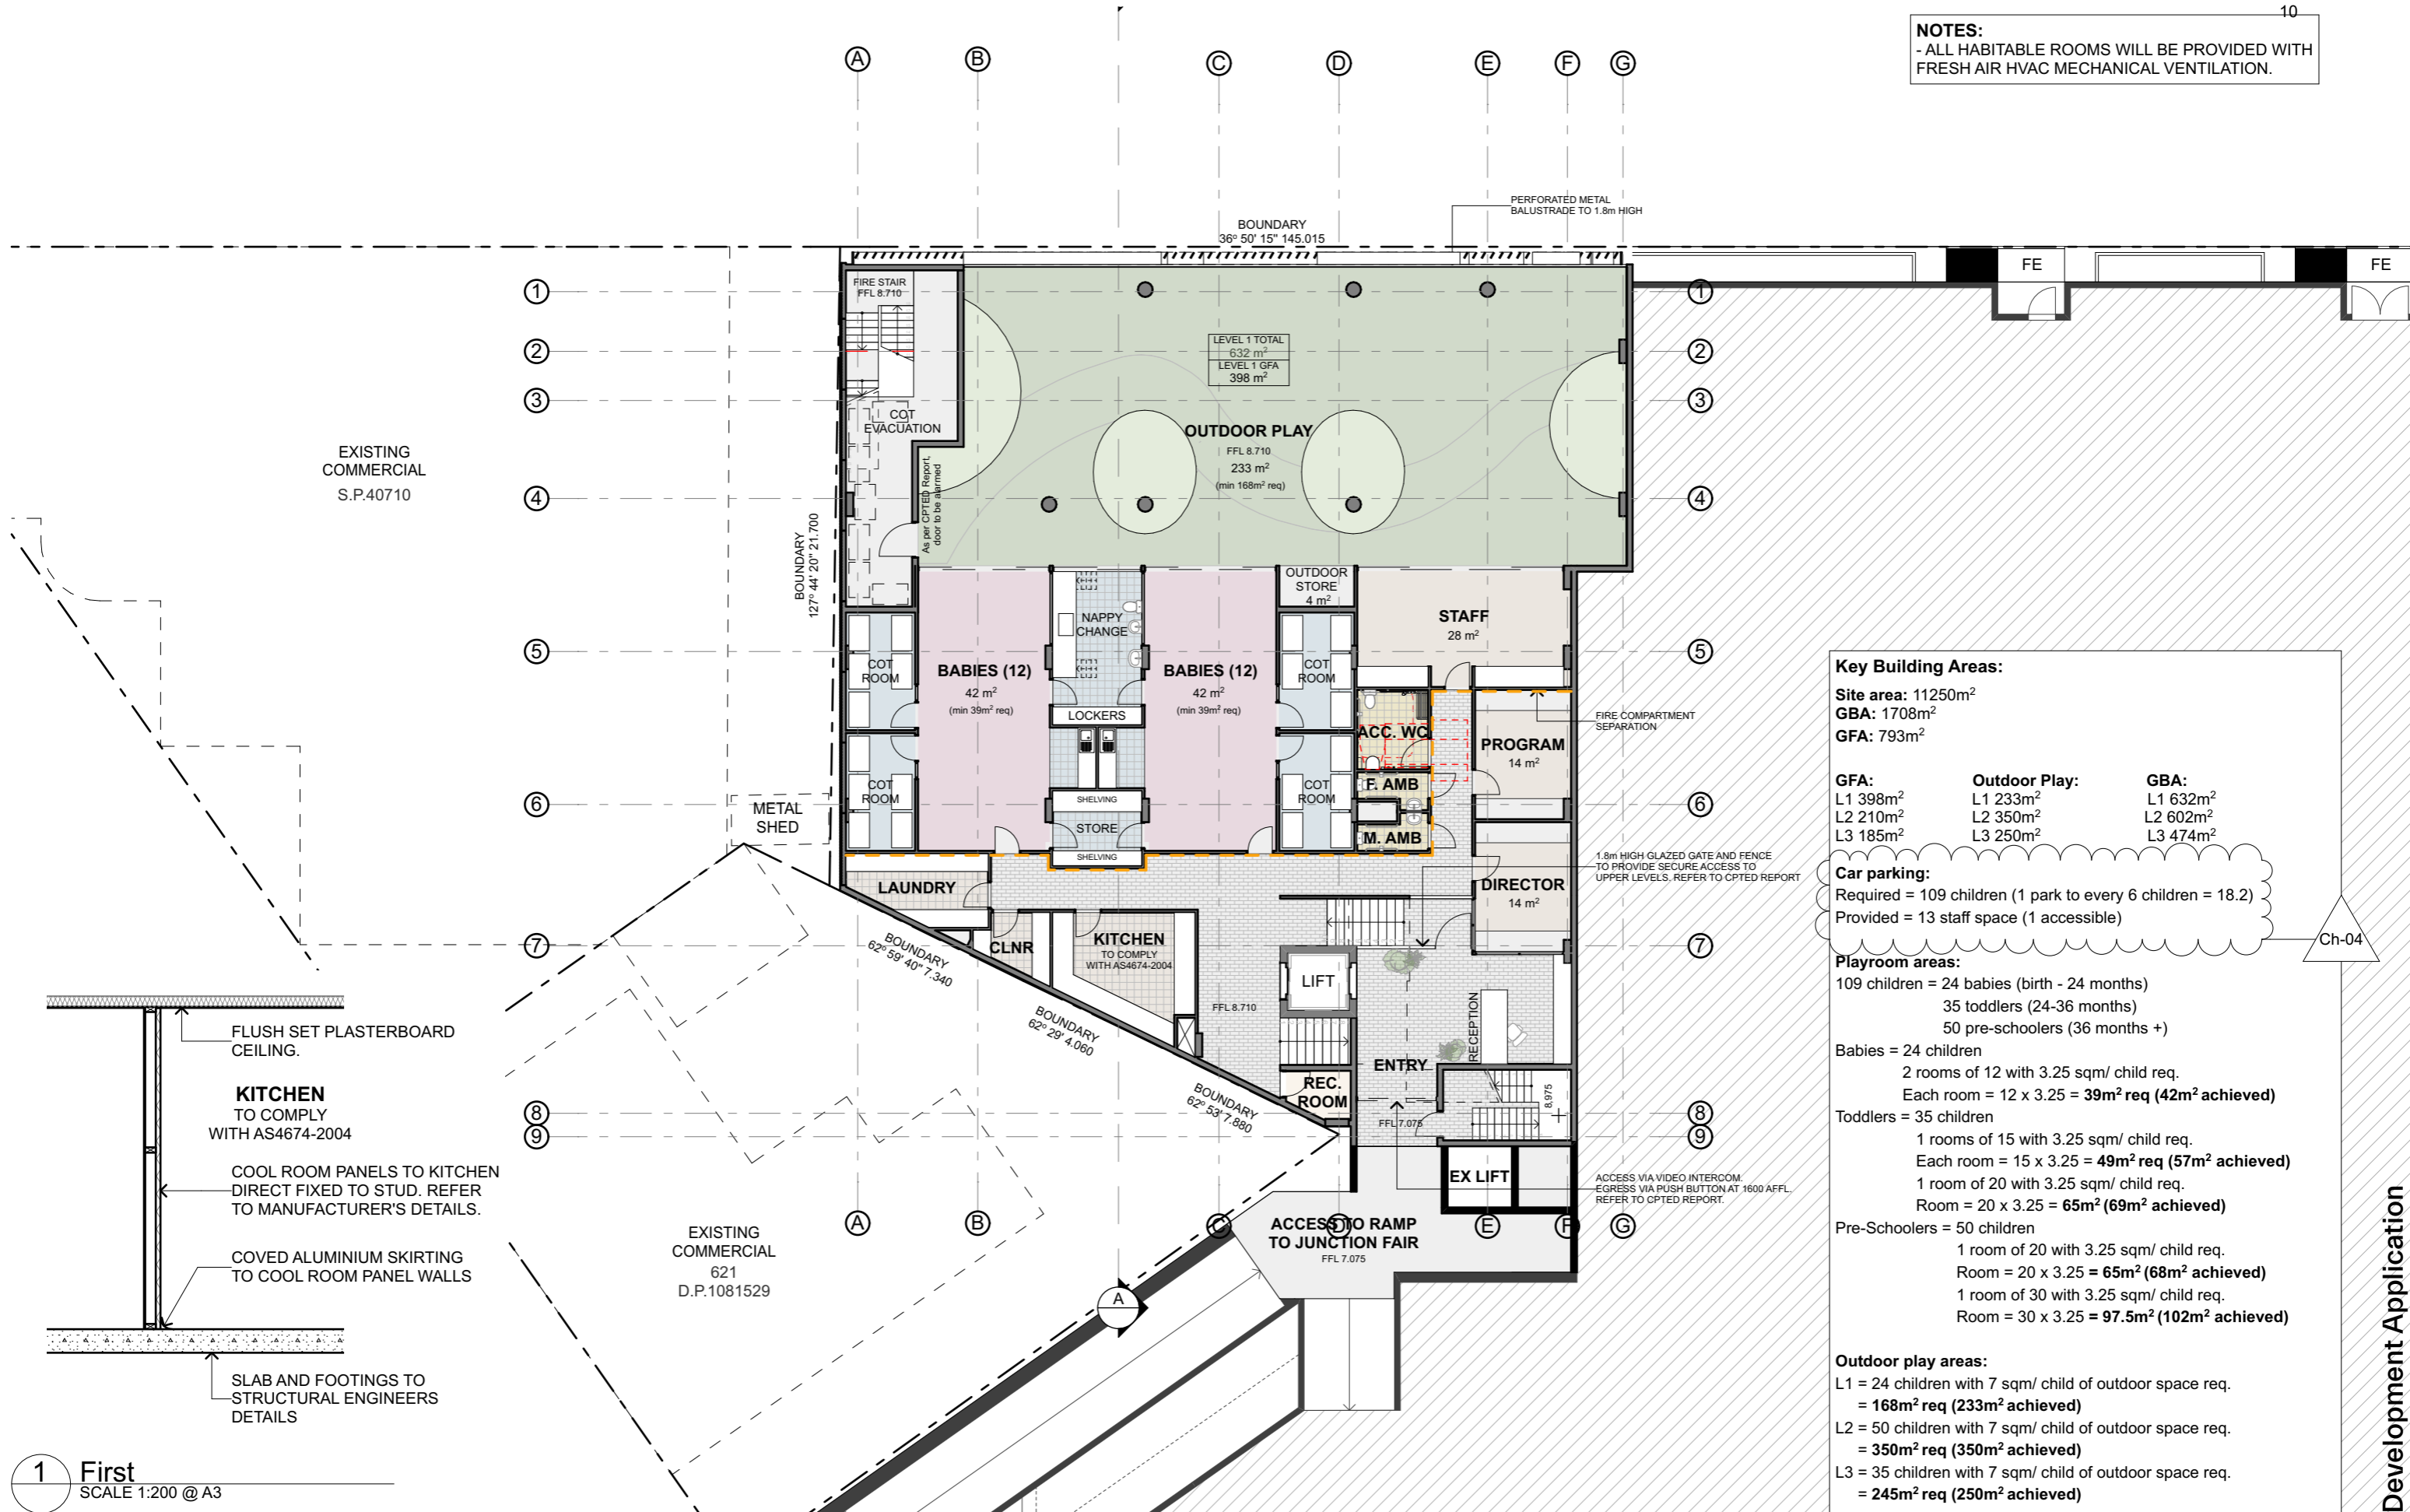 10
NOTES:
- ALL HABITABLE ROOMS WILL BE PROVIDED WITH
FRESH AIR HVAC MECHANICAL VENTILATION.
A
B
C
D
E
F
G
PERFORATED METAL
BALUSTRADE TO 1.8m HIGH
BOUNDARY
36° 50' 15" 145.015
FE
FE
FIRE STAIR
FFL 8.710
1
1
2
2
3
3
4
4
LEVEL 1 TOTAL
632 m²
LEVEL 1 GFA
398 m²
COT
EVACUATION
OUTDOOR PLAY
FFL 8.710
233 m²
(min 168m² req)
As per CPTED Report,
door to be alarmed
EXISTING
COMMERCIAL
S.P.40710
BOUNDARY
127° 44' 20" 21.700
OUTDOOR
STORE
4 m²
STAFF
28 m²
NAPPY
CHANGE
5
5
COT
ROOM
BABIES (12)
42 m²
(min 39m² req)
BABIES (12)
42 m²
(min 39m² req)
COT
ROOM
LOCKERS
ACC. WC
FIRE COMPARTMENT
SEPARATION
PROGRAM
14 m²
COT
ROOM
COT
ROOM
F. AMB
SHELVING
6
6
METAL
SHED
STORE
M. AMB
SHELVING
1.8m HIGH GLAZED GATE AND FENCE
TO PROVIDE SECURE ACCESS TO
UPPER LEVELS. REFER TO CPTED REPORT
LAUNDRY
DIRECTOR
14 m²
7
7
CLNR
KITCHEN
TO COMPLY
WITH AS4674-2004
BOUNDARY
62° 59' 40" 7.340
LIFT
FFL 8.710
BOUNDARY
62° 29' 4.060
RECEPTION
ENTRY
REC.
ROOM
BOUNDARY
62° 53' 7.880
8,975
8
8
FFL 7.075
9
9
EX LIFT
ACCESS VIA VIDEO INTERCOM.
EGRESS VIA PUSH BUTTON AT 1600 AFFL.
REFER TO CPTED REPORT.
A
B
C
D
E
F
G
ACCESS TO RAMP
TO JUNCTION FAIR
FFL 7.075
EXISTING
COMMERCIAL
621
D.P.1081529
A
FLUSH SET PLASTERBOARD
CEILING.
KITCHEN
TO COMPLY
WITH AS4674-2004
COOL ROOM PANELS TO KITCHEN
DIRECT FIXED TO STUD. REFER
TO MANUFACTURER'S DETAILS.
COVED ALUMINIUM SKIRTING
TO COOL ROOM PANEL WALLS
SLAB AND FOOTINGS TO
STRUCTURAL ENGINEERS
DETAILS
1
First
SCALE 1:200 @ A3
Key Building Areas:
Site area: 11250m²
GBA: 1708m²
GFA: 793m²
GFA: Outdoor Play: GBA:
L1 398m² L1 233m² L1 632m²
L2 210m² L2 350m² L2 602m²
L3 185m² L3 250m² L3 474m²
Car parking:
Required = 109 children (1 park to every 6 children = 18.2)
Provided = 13 staff space (1 accessible)
Ch-04
Playroom areas:
109 children = 24 babies (birth - 24 months)
35 toddlers (24-36 months)
50 pre-schoolers (36 months +)
Babies = 24 children
2 rooms of 12 with 3.25 sqm/ child req.
Each room = 12 x 3.25 = 39m² req (42m² achieved)
Toddlers = 35 children
1 rooms of 15 with 3.25 sqm/ child req.
Each room = 15 x 3.25 = 49m² req (57m² achieved)
1 room of 20 with 3.25 sqm/ child req.
Room = 20 x 3.25 = 65m² (69m² achieved)
Pre-Schoolers = 50 children
1 room of 20 with 3.25 sqm/ child req.
Room = 20 x 3.25 = 65m² (68m² achieved)
1 room of 30 with 3.25 sqm/ child req.
Room = 30 x 3.25 = 97.5m² (102m² achieved)
Outdoor play areas:
L1 = 24 children with 7 sqm/ child of outdoor space req.
= 168m² req (233m² achieved)
L2 = 50 children with 7 sqm/ child of outdoor space req.
= 350m² req (350m² achieved)
L3 = 35 children with 7 sqm/ child of outdoor space req.
= 245m² req (250m² achieved)
Development Application